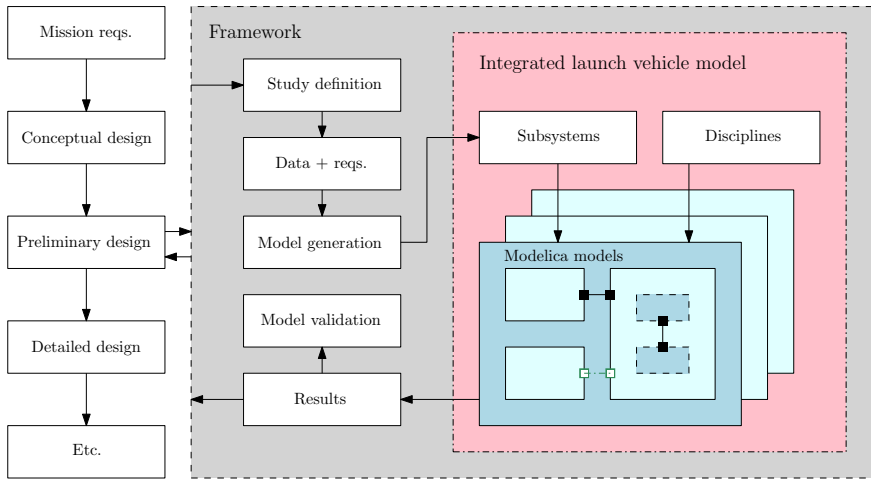 Mission reqs.
Conceptual design
Preliminary design
Detailed design
Etc.
Framework
Study definition
Data + reqs.
Model generation
Model validation
Results
Integrated launch vehicle model
Subsystems
Disciplines
Modelica models